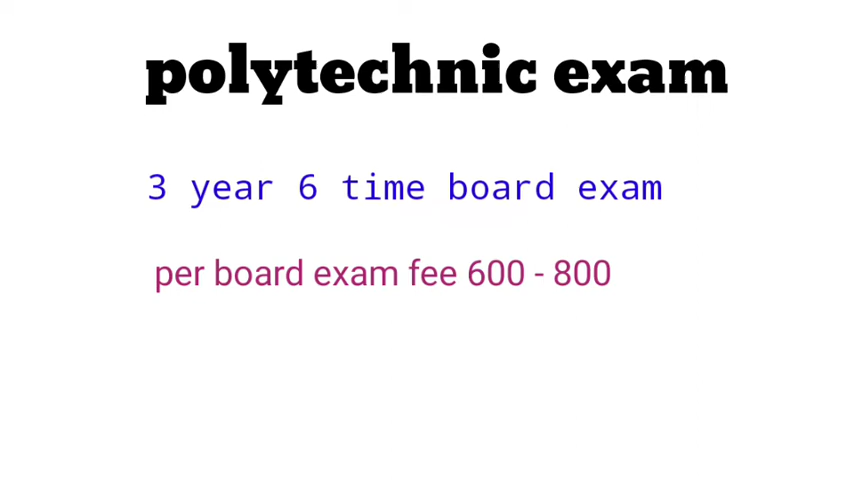 polytechnic exam
3 year 6 time board exam
per board exam fee 600 - 800